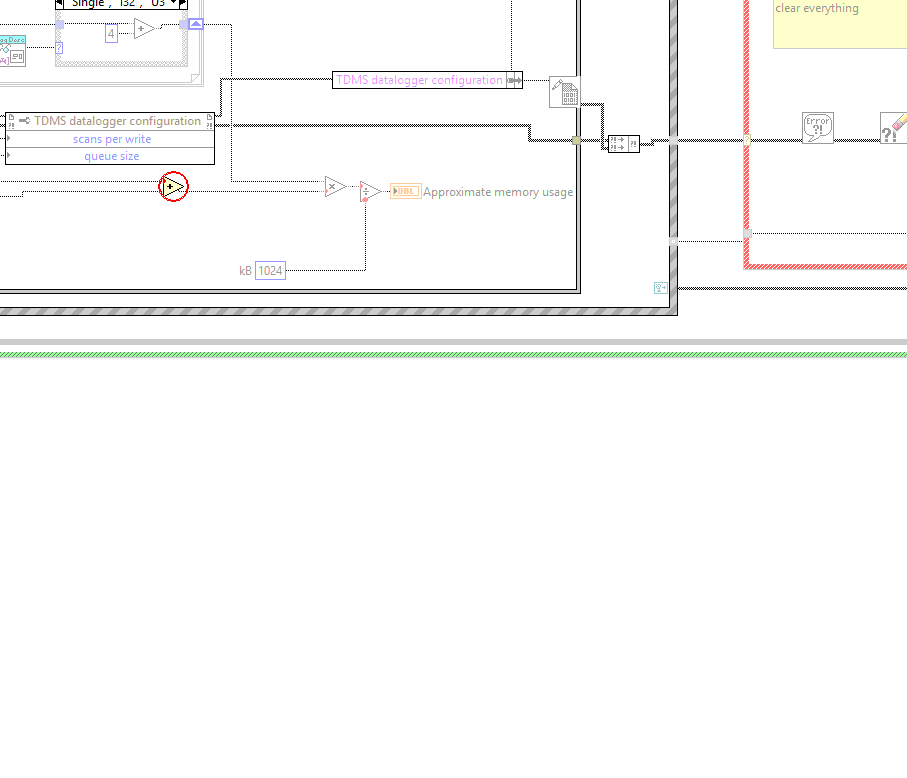 Single', 'I32', 'U3
clear everything
4
TDMS datalogger configuration
Error
?!
TDMS datalogger configuration
scans per write
queue size
DBL
Approximate memory usage
kB 1024